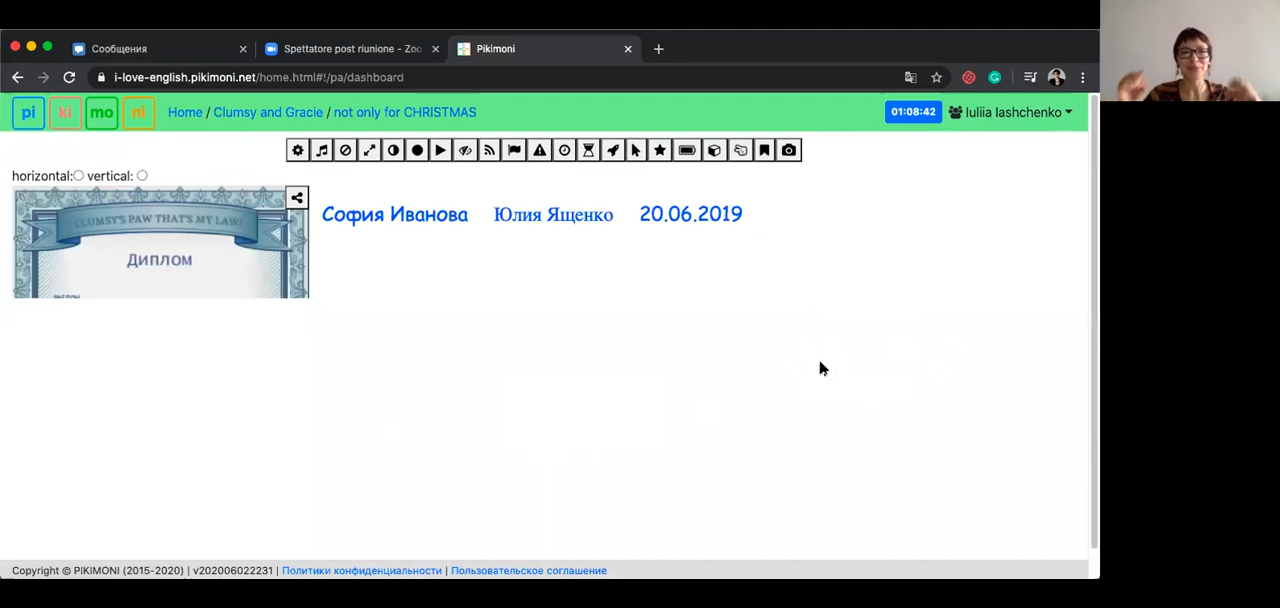 Сообщения
Spettatore post riunione - Zoo
Pikimoni
i-love-english.pikimoni.net/home.html#!/pa/dashboard
pi ki mo ni
Home / Clumsy and Gracie / not only for CHRISTMAS
01:08:42
Iuliia Iashchenko
horizontal: vertical:
CLUMSY'S PAW THAT'S MY LAW!
Диплом
София Иванова Юлия Ященко 20.06.2019
Copyright © PIKIMONI (2015-2020) | v202006022231 | Политики конфиденциальности | Пользовательское соглашение